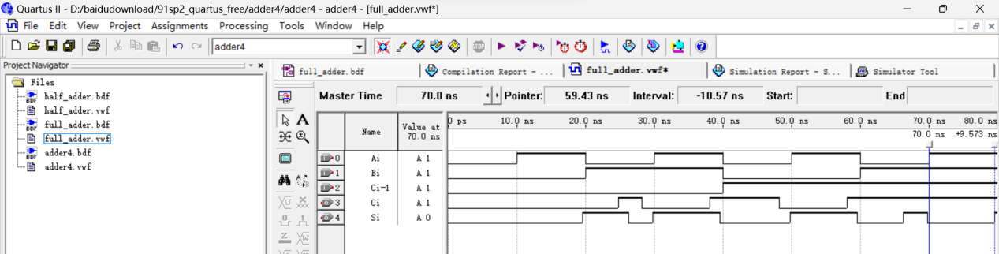 Quartus II - D:/baidudownload/91sp2_quartus_free/adder4/adder4 - adder4 - [full_adder.vwf*]
File Edit View Project Assignments Processing Tools Window Help
adder4
Project Navigator
Files
half_adder.bdf
half_adder.vwf
full_adder.bdf
full_adder.vwf
adder4.bdf
adder4.vwf
full_adder.bdf
Compilation Report - ...
full_adder.vwf*
Simulation Report - S...
Simulator Tool
Master Time 70.0 ns Pointer: 59.43 ns Interval: -10.57 ns Start: End
Name Value at 70.0 ns
0 ps 10.0 ns 20.0 ns 30.0 ns 40.0 ns 50.0 ns 60.0 ns 70.0 ns 80.0 ns
70.0 ns +9.573 ns
0 Ai A 1
1 Bi A 1
2 Ci-1 A 1
3 Ci A 1
4 Si A 0